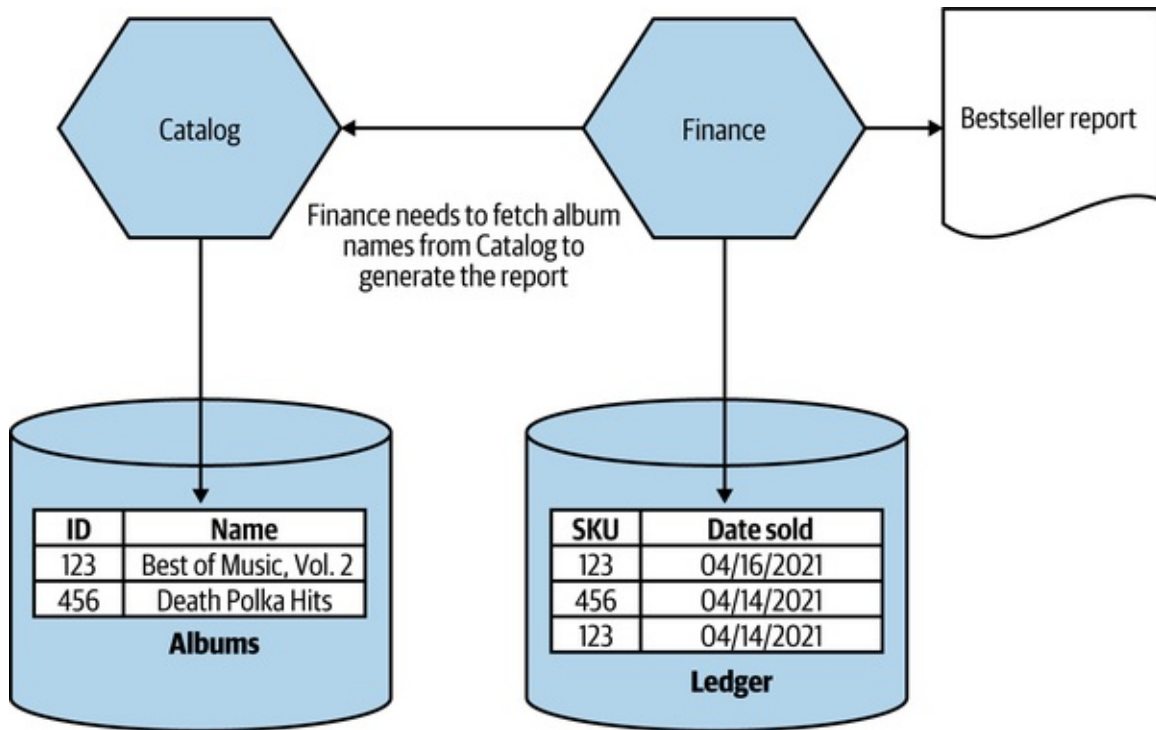 Catalog
Finance
Bestseller report
Finance needs to fetch album
names from Catalog to
generate the report
ID Name
123 Best of Music, Vol. 2
456 Death Polka Hits
Albums
SKU Date sold
123 04/16/2021
456 04/14/2021
123 04/14/2021
Ledger